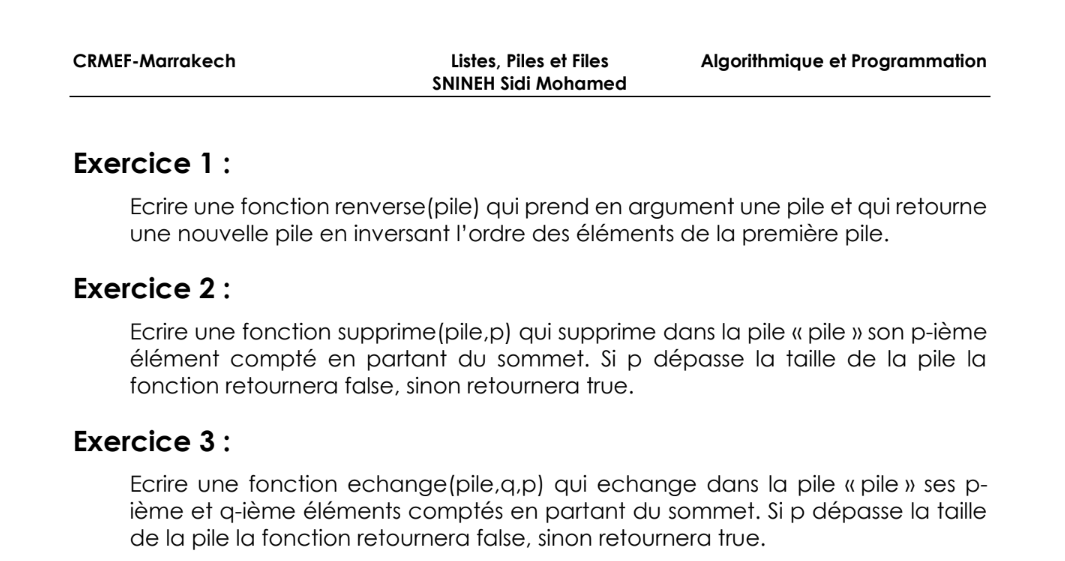 CRMEF-Marrakech Listes, Piles et Files Algorithmique et Programmation
SNINEH Sidi Mohamed
Exercice 1 :
Ecrire une fonction renverse(pile) qui prend en argument une pile et qui retourne
une nouvelle pile en inversant l’ordre des éléments de la première pile.
Exercice 2 :
Ecrire une fonction supprime(pile,p) qui supprime dans la pile « pile » son p-ième
élément compté en partant du sommet. Si p dépasse la taille de la pile la
fonction retournera false, sinon retournera true.
Exercice 3 :
Ecrire une fonction echange(pile,q,p) qui echange dans la pile « pile » ses p-
ième et q-ième éléments comptés en partant du sommet. Si p dépasse la taille
de la pile la fonction retournera false, sinon retournera true.